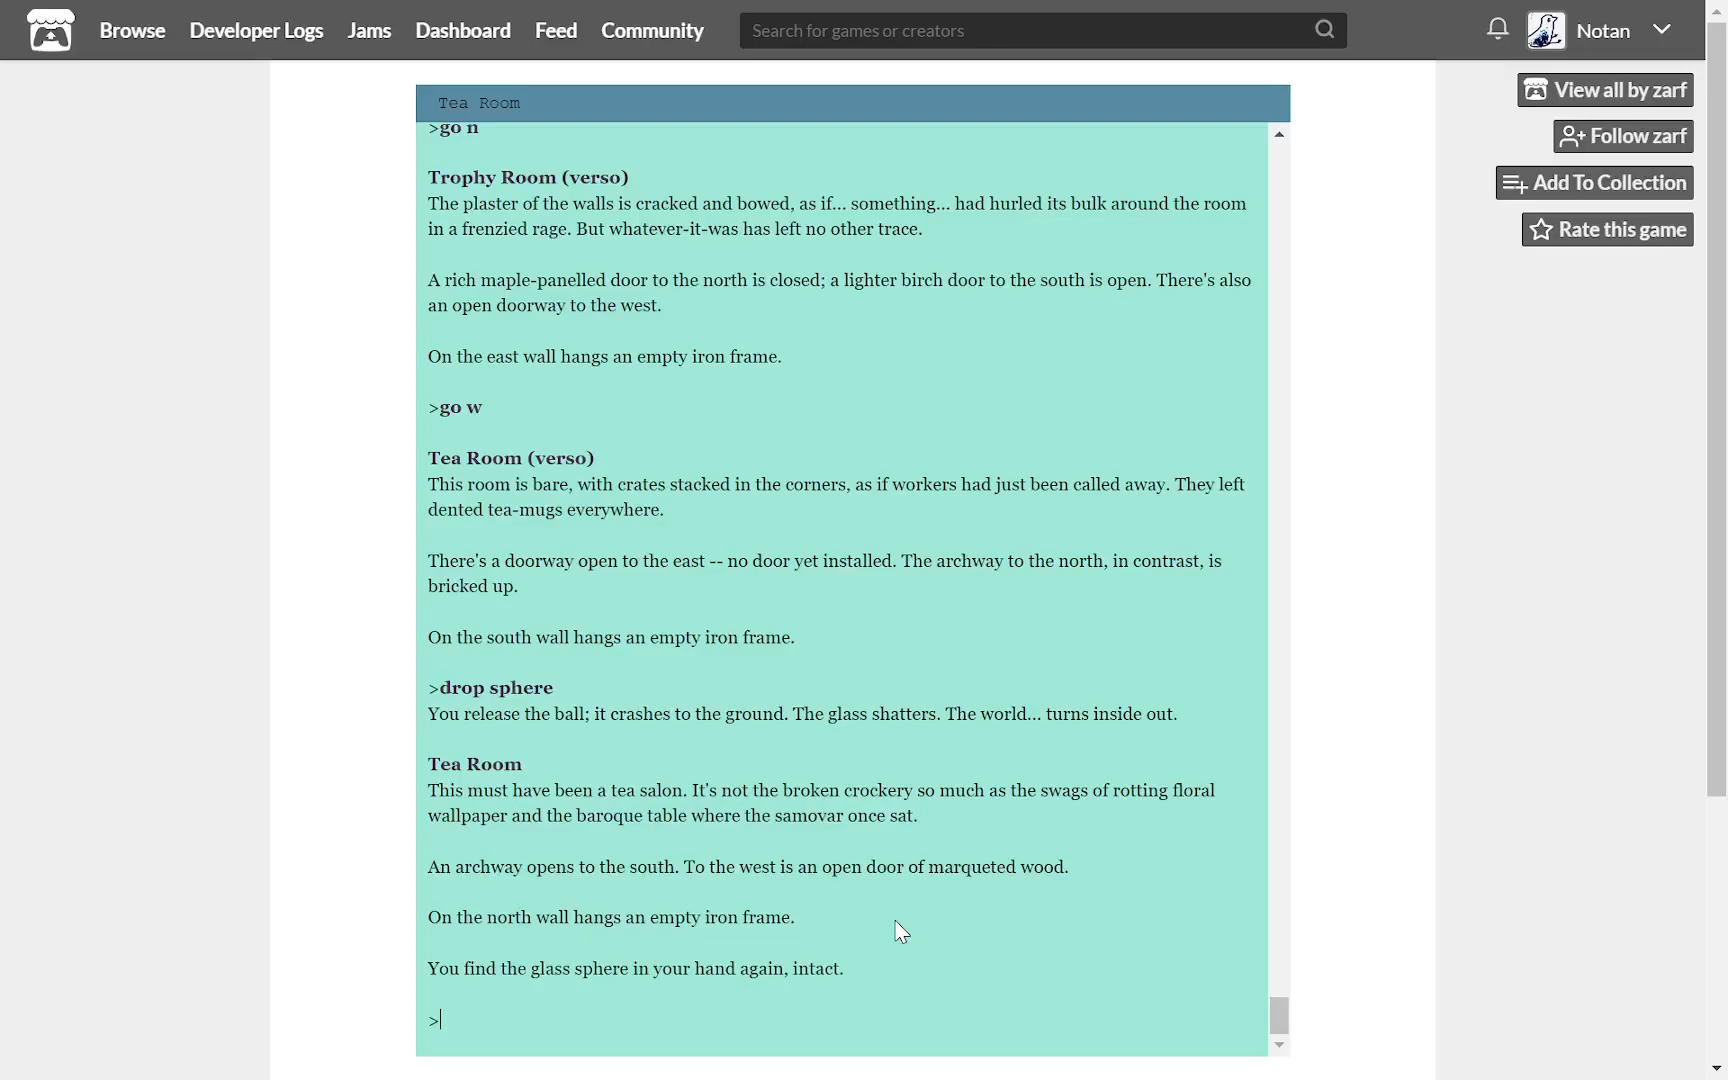 Browse Developer Logs Jams Dashboard Feed Community Search for games or creators Notan
View all by zarf
Follow zarf
Add To Collection
Rate this game
Tea Room
>go n
Trophy Room (verso)
The plaster of the walls is cracked and bowed, as if... something... had hurled its bulk around the room
in a frenzied rage. But whatever-it-was has left no other trace.
A rich maple-panelled door to the north is closed; a lighter birch door to the south is open. There's also
an open doorway to the west.
On the east wall hangs an empty iron frame.
>go w
Tea Room (verso)
This room is bare, with crates stacked in the corners, as if workers had just been called away. They left
dented tea-mugs everywhere.
There's a doorway open to the east -- no door yet installed. The archway to the north, in contrast, is
bricked up.
On the south wall hangs an empty iron frame.
>drop sphere
You release the ball; it crashes to the ground. The glass shatters. The world... turns inside out.
Tea Room
This must have been a tea salon. It's not the broken crockery so much as the swags of rotting floral
wallpaper and the baroque table where the samovar once sat.
An archway opens to the south. To the west is an open door of marqueted wood.
On the north wall hangs an empty iron frame.
You find the glass sphere in your hand again, intact.
>